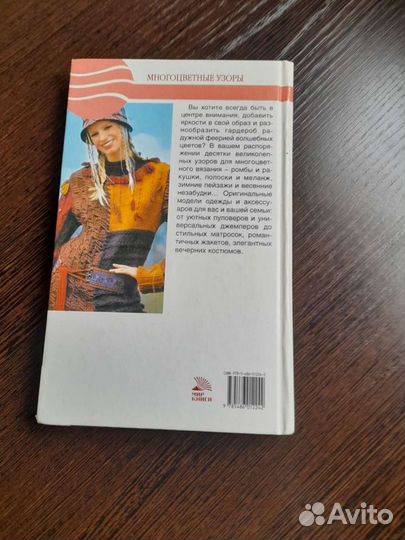 МНОГОЦВЕТНЫЕ УЗОРЫ
Вы хотите всегда быть в
центре внимания, добавить
яркости в свой образ и раз-
нообразить гардероб ра-
дужной феерией волшебных
цветов? В вашем распоря-
жении десятки великолеп-
ных узоров для многоцвет-
ного вязания – ромбы и ра-
кушки, полоски и меланж,
зимние пейзажи и весенние
незабудки... Оригинальные
модели одежды и аксессу-
аров для вас и вашей семьи:
от уютных пуловеров и уни-
версальных джемперов до
стильных матросок, роман-
тичных жакетов, элегантных
вечерних костюмов.
МИР
КНИГИ
9 785486 012242
Avito